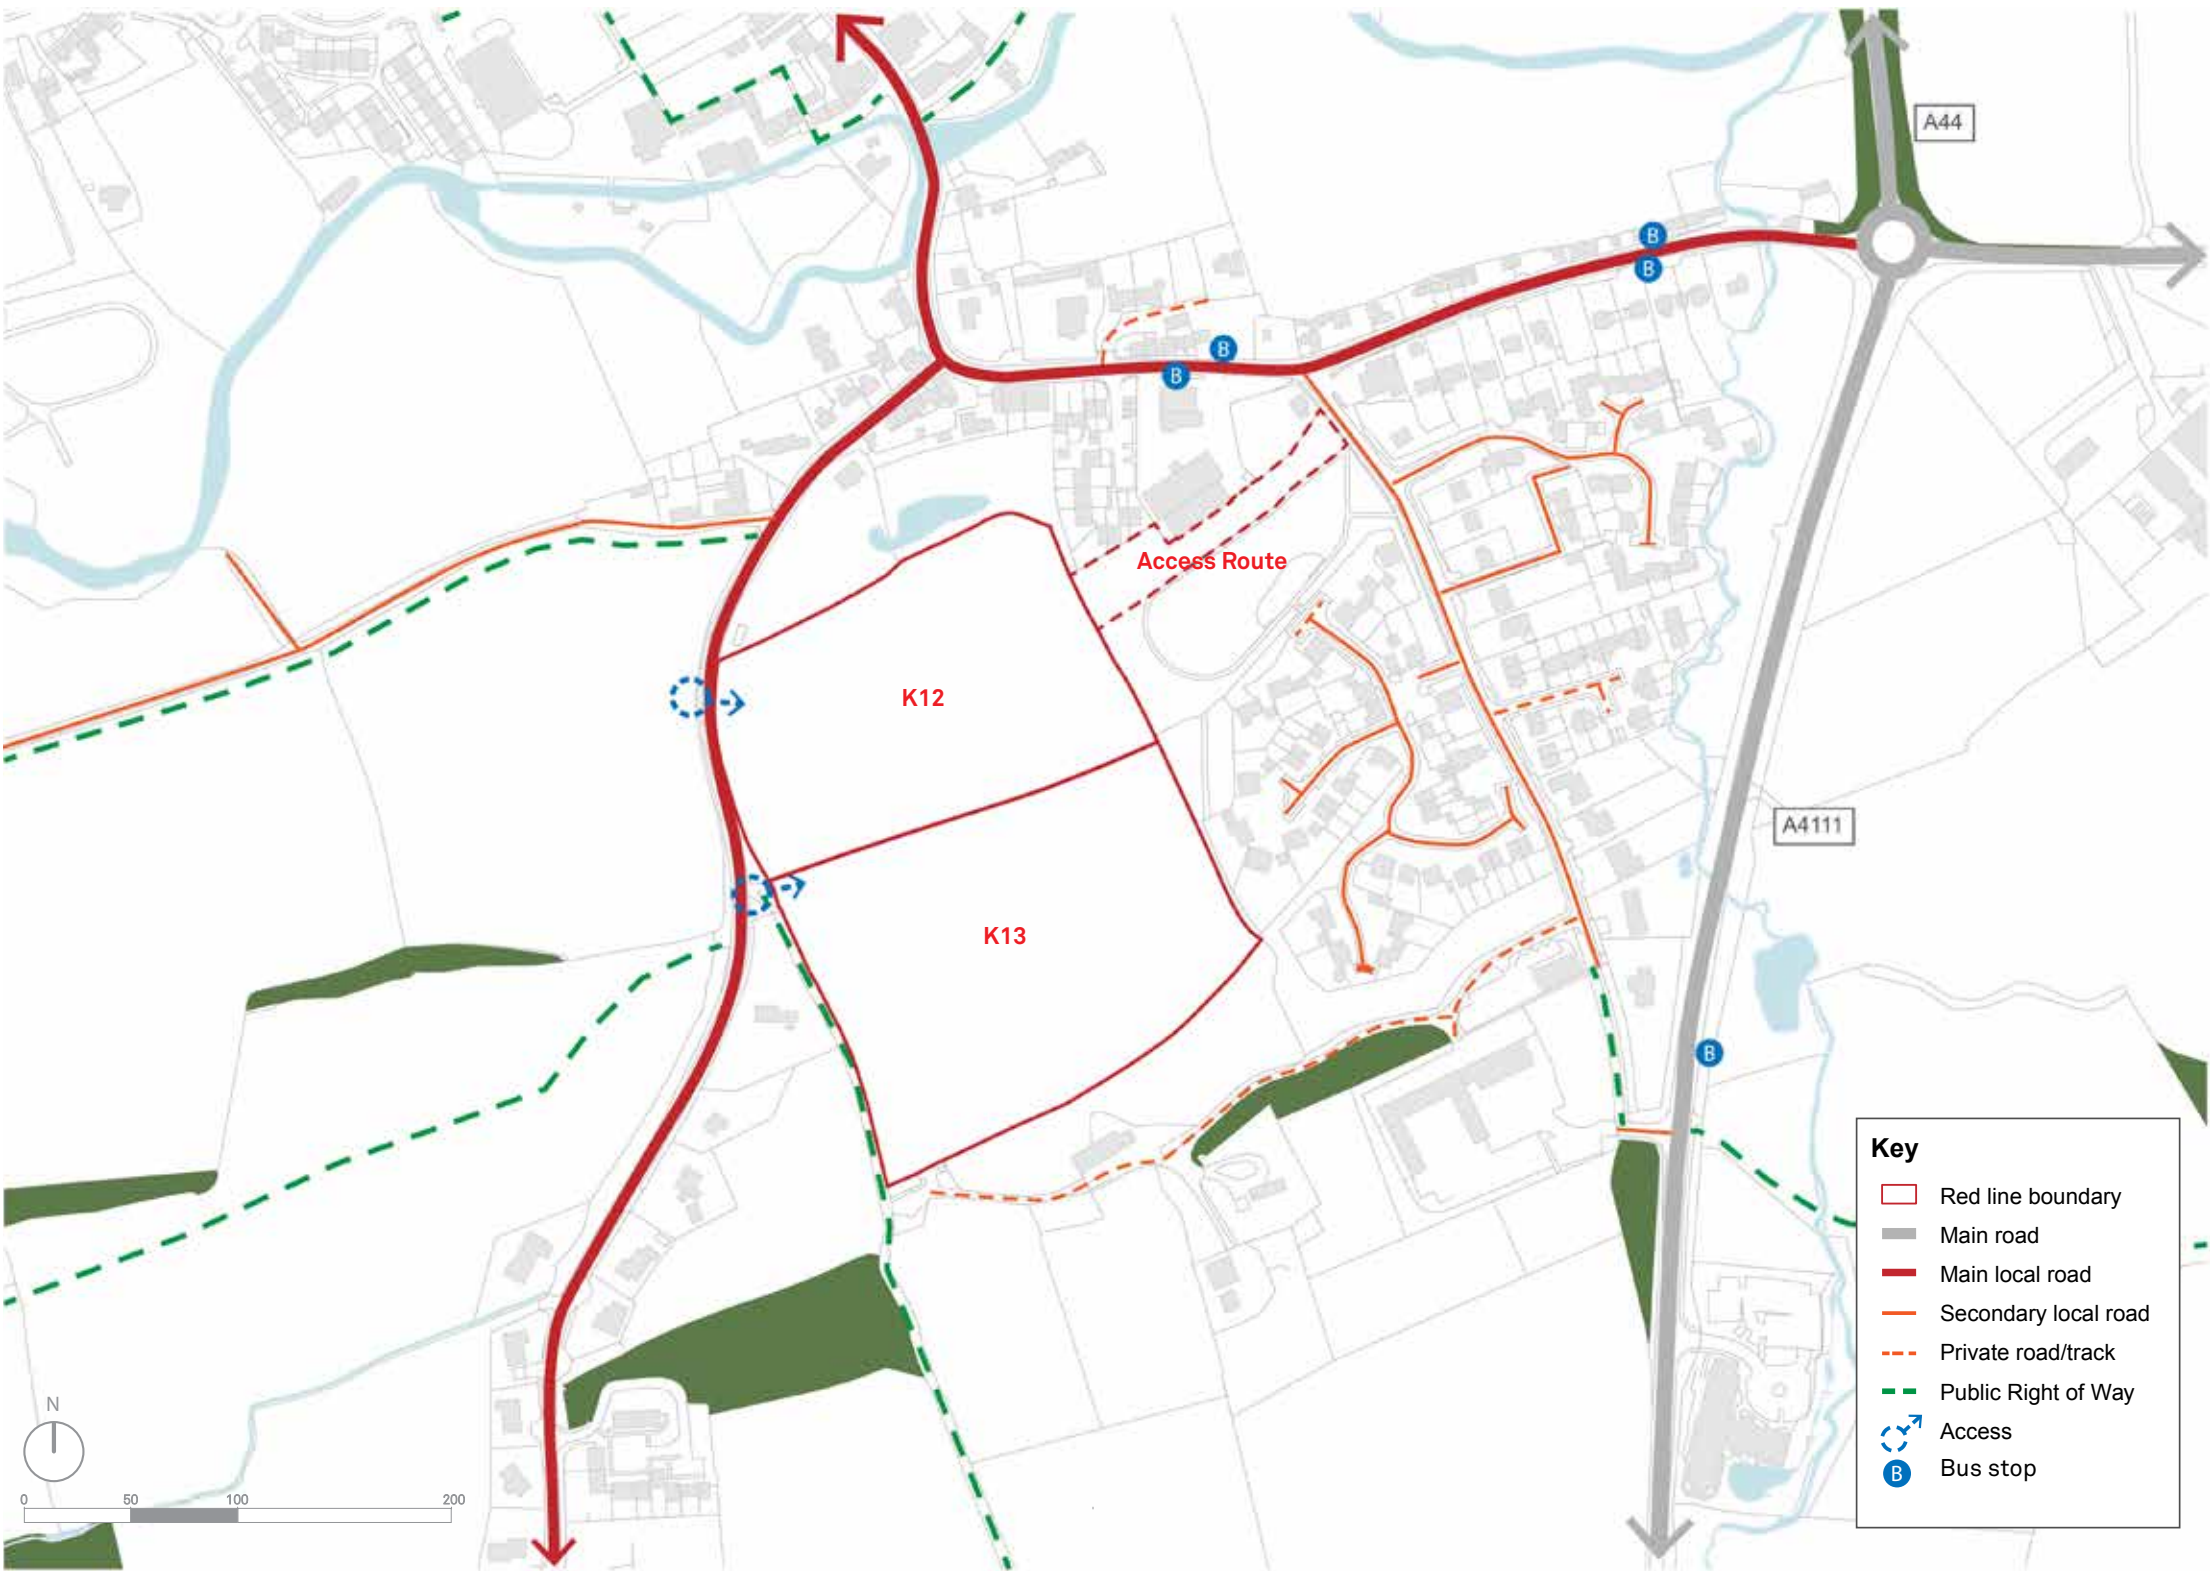 A44
B
B
B
B
Access Route
K12
A4111
K13
B
N
0 50 100 200
Key
Red line boundary
Main road
Main local road
Secondary local road
Private road/track
Public Right of Way
Access
B Bus stop